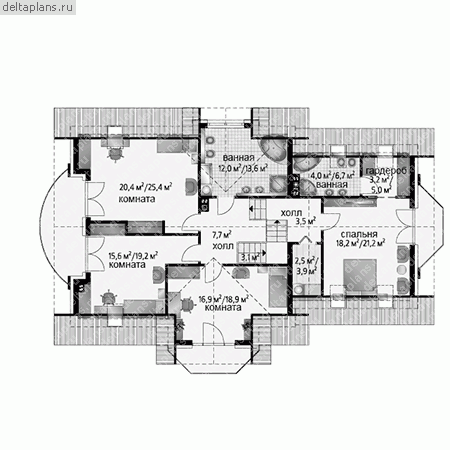 deltaplans.ru
ванная
12,0 м²/13,6 м²
4,0 м²/6,7 м²
ванная
гардероб
3,2 м²/
5,0 м²
20,4 м²/25,4 м²
комната
холл
3,5 м²
7,7 м²
холл
спальня
18,2 м²/21,2 м²
15,6 м²/19,2 м²
комната
3,1 м²
2,5 м²/
3,9 м²
16,9 м²/18,9 м²
комната